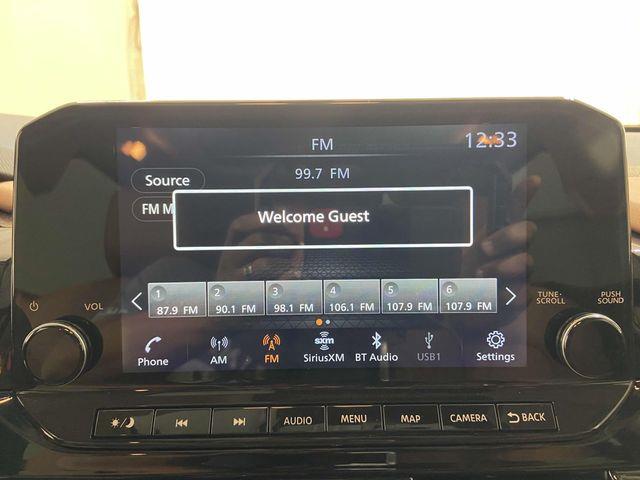 FM
12:33
Source
99.7 FM
FM M
Welcome Guest
1 2 3 4 5 6
87.9 FM 90.1 FM 98.1 FM 106.1 FM 107.9 FM 107.9 FM
VOL
TUNE·SCROLL
PUSH SOUND
sxm
Phone AM FM SiriusXM BT Audio USB1 Settings
AUDIO MENU MAP CAMERA BACK